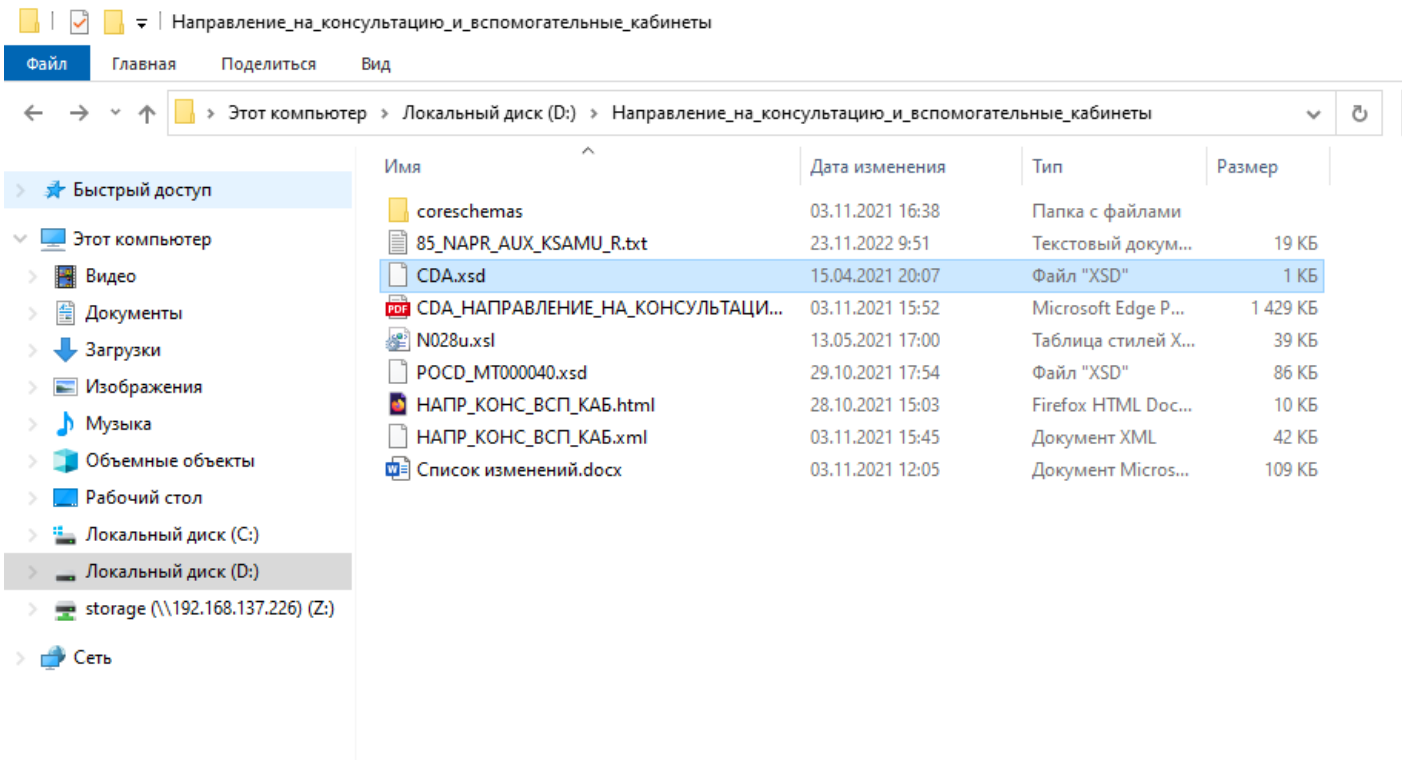 Направление_на_консультацию_и_вспомогательные_кабинеты
Файл Главная Поделиться Вид
Этот компьютер Локальный диск (D:) Направление_на_консультацию_и_вспомогательные_кабинеты
Быстрый доступ
Этот компьютер
Видео
Документы
Загрузки
Изображения
Музыка
Объемные объекты
Рабочий стол
Локальный диск (C:)
Локальный диск (D:)
storage (\\192.168.137.226) (Z:)
Сеть
Имя Дата изменения Тип Размер
coreschemas 03.11.2021 16:38 Папка с файлами
85_NAPR_AUX_KSAMU_R.txt 23.11.2022 9:51 Текстовый докум... 19 КБ
CDA.xsd 15.04.2021 20:07 Файл "XSD" 1 КБ
PDF CDA_НАПРАВЛЕНИЕ_НА_КОНСУЛЬТАЦИ... 03.11.2021 15:52 Microsoft Edge P... 1 429 КБ
N028u.xsl 13.05.2021 17:00 Таблица стилей X... 39 КБ
POCD_MT000040.xsd 29.10.2021 17:54 Файл "XSD" 86 КБ
НАПР_КОНС_ВСП_КАБ.html 28.10.2021 15:03 Firefox HTML Doc... 10 КБ
НАПР_КОНС_ВСП_КАБ.xml 03.11.2021 15:45 Документ XML 42 КБ
Список изменений.docx 03.11.2021 12:05 Документ Micros... 109 КБ